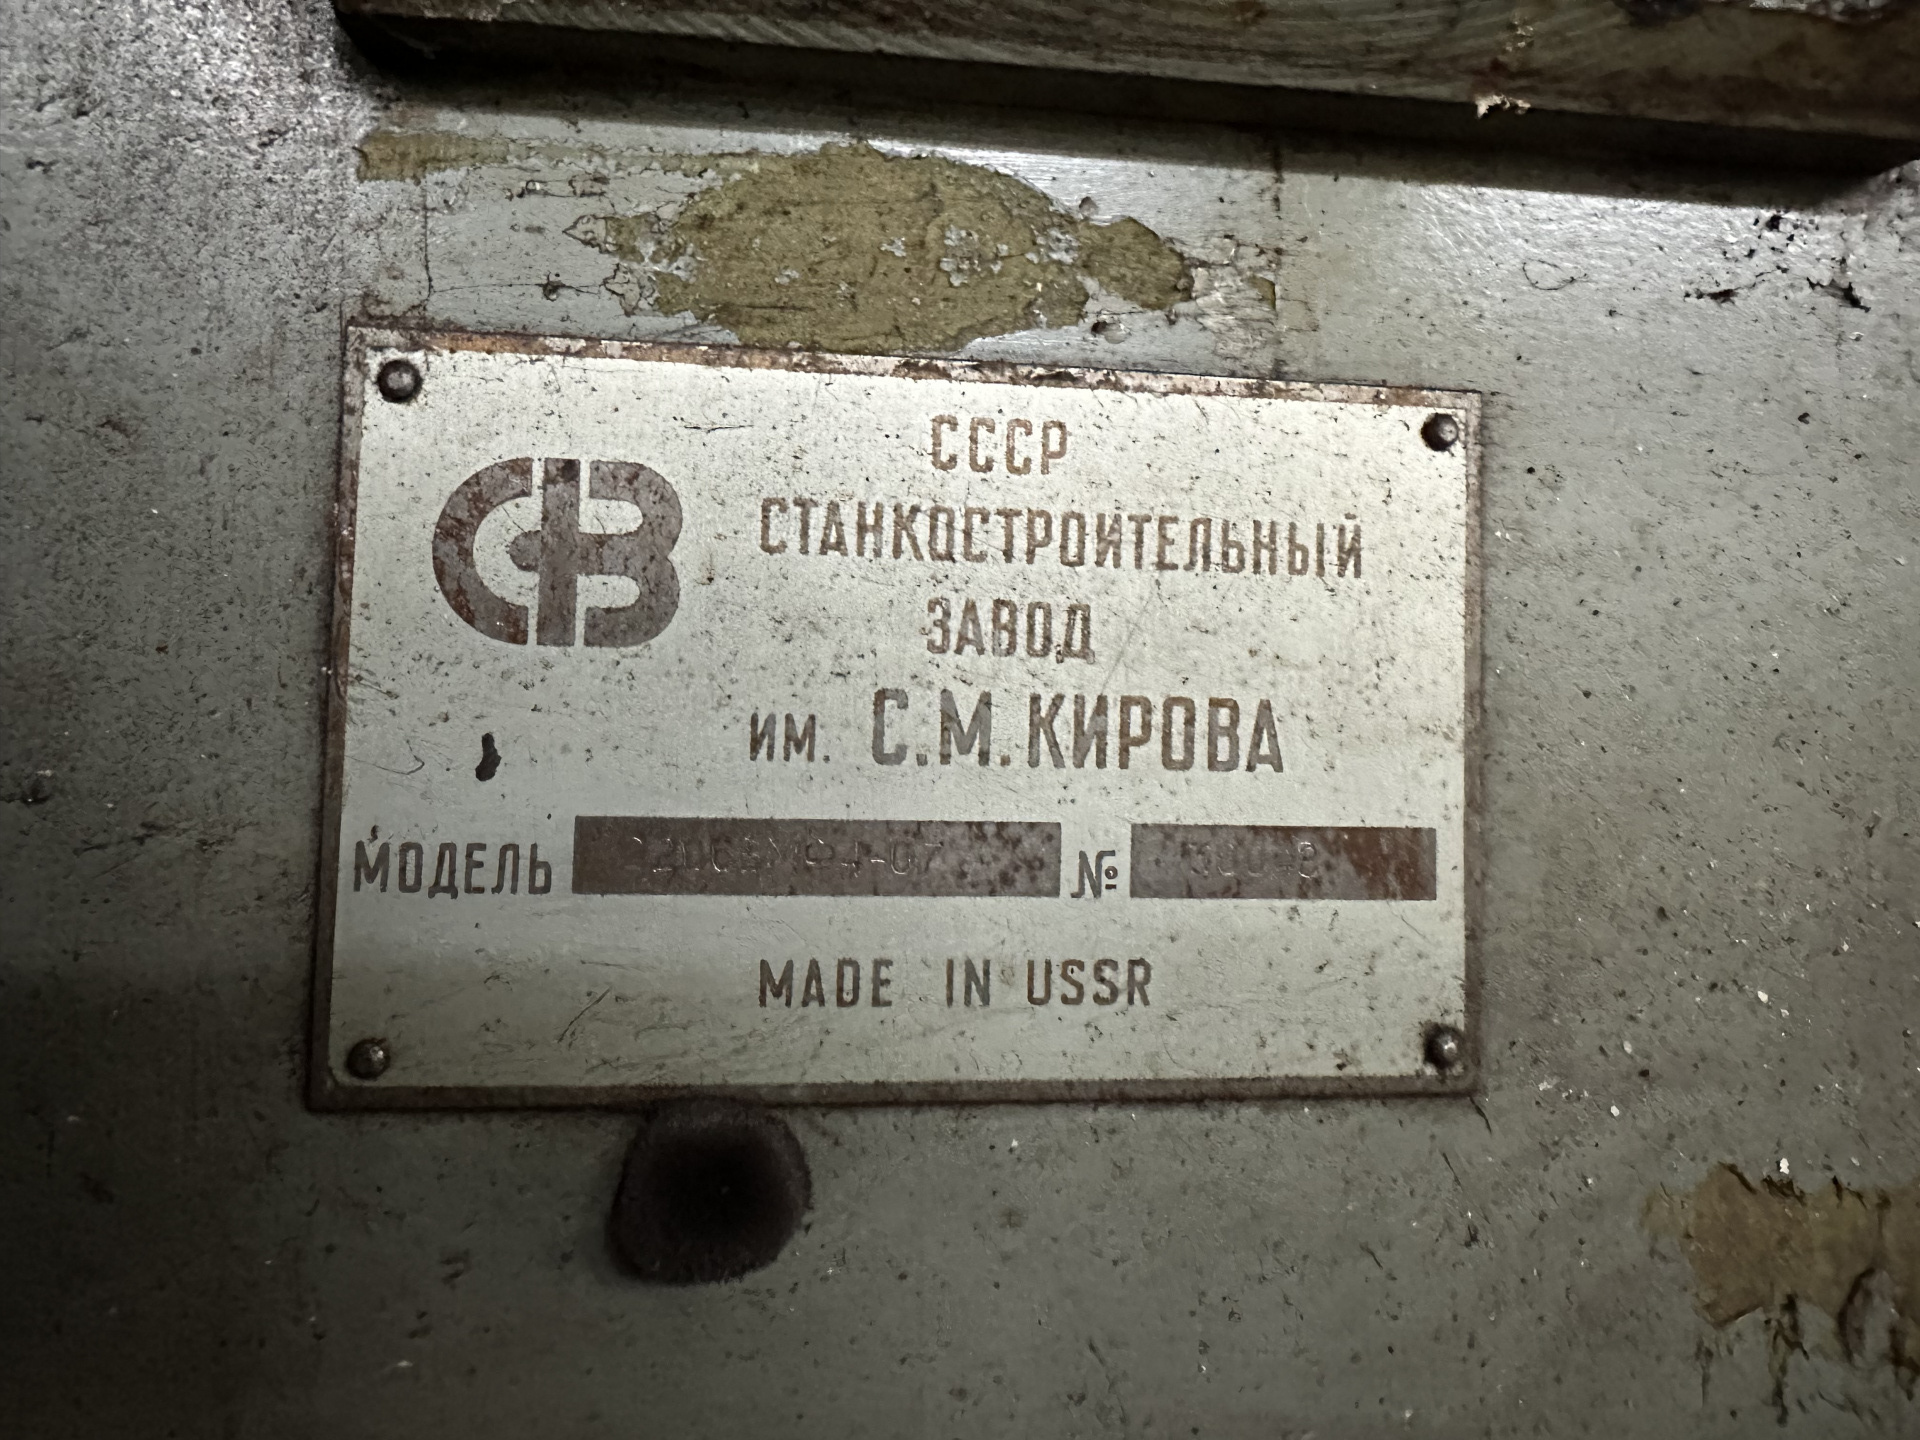 СССР
СТАНКОСТРОИТЕЛЬНЫЙ
ЗАВОД
ИМ. С.М.КИРОВА
МОДЕЛЬ №
MADE IN USSR